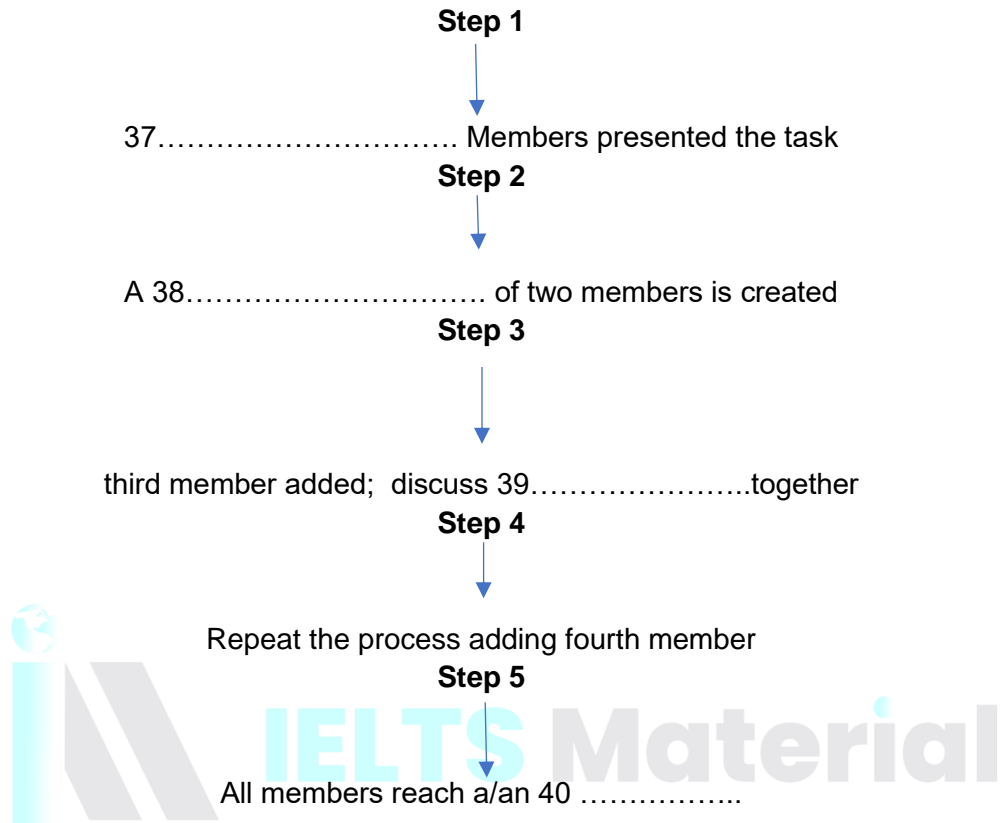 Step 1
37…………………………….. Members presented the task
Step 2
A 38…………………………….. of two members is created
Step 3
third member added;  discuss 39…………………..together
Step 4
Repeat the process adding fourth member
Step 5
IELTS Material
All members reach a/an 40 ……………..